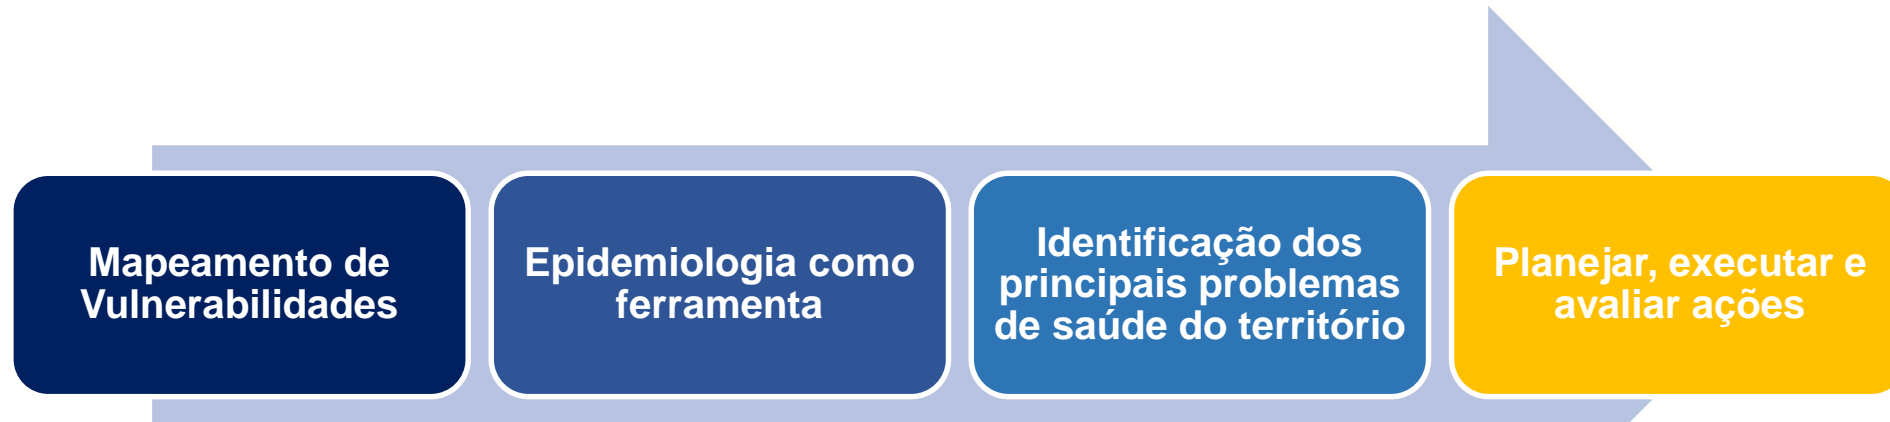 Mapeamento de
Vulnerabilidades
Epidemiologia como
ferramenta
Identificação dos
principais problemas
de saúde do território
Planejar, executar e
avaliar ações